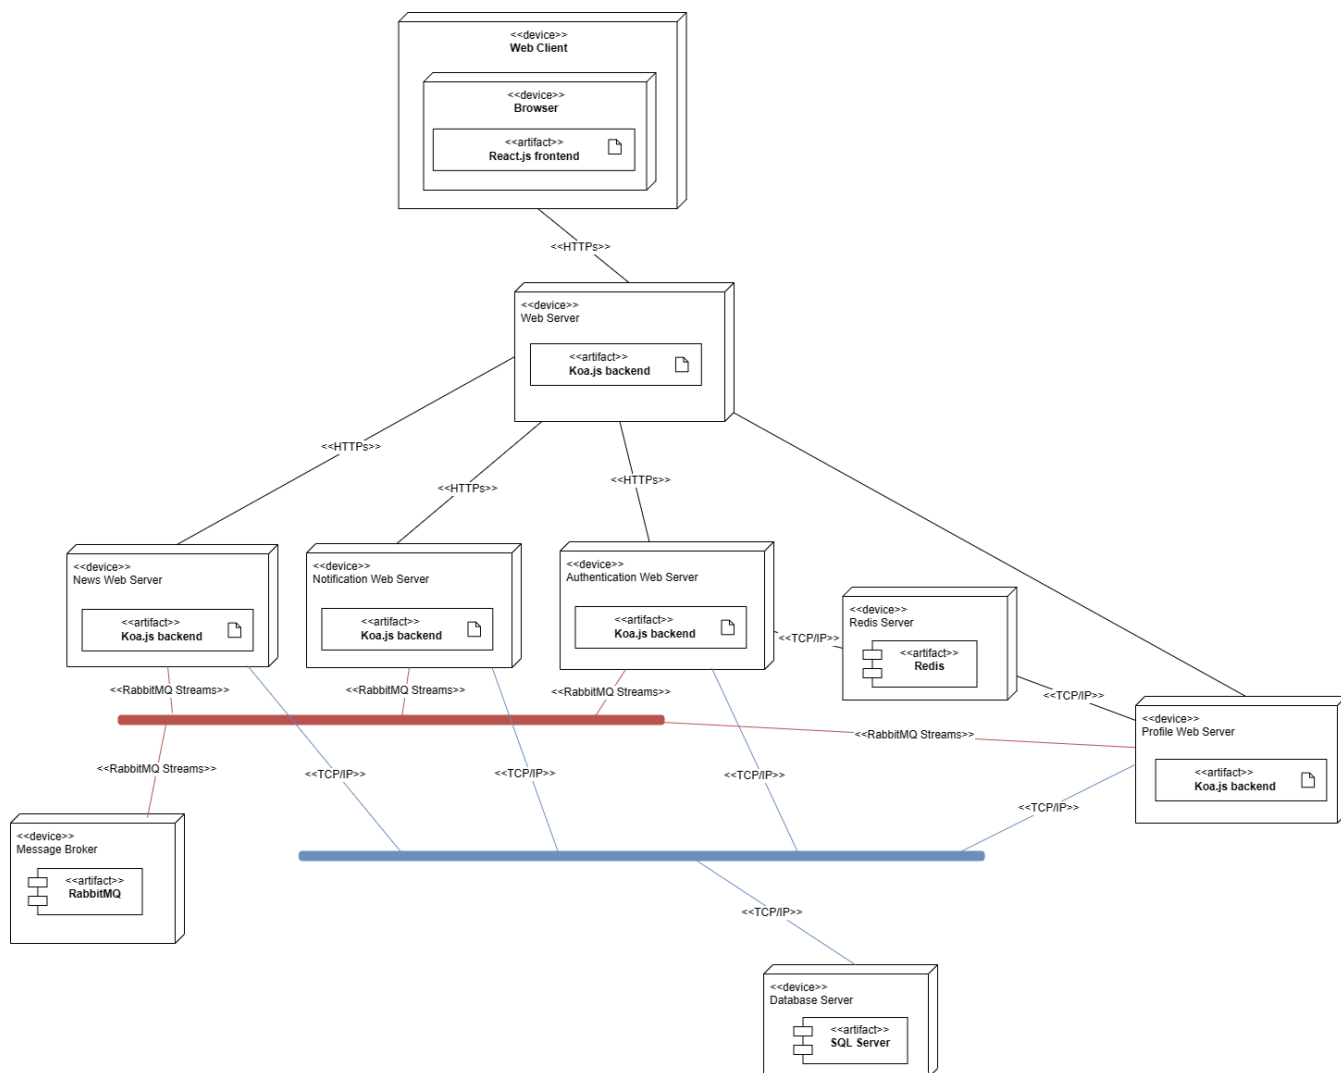 <<device>>
Web Client
<<device>>
Browser
<<artifact>>
React.js frontend
<<HTTPs>>
<<device>>
Web Server
<<artifact>>
Koa.js backend
<<HTTPs>>
<<HTTPs>>
<<HTTPs>>
<<device>>
News Web Server
<<artifact>>
Koa.js backend
<<device>>
Notification Web Server
<<artifact>>
Koa.js backend
<<device>>
Authentication Web Server
<<artifact>>
Koa.js backend
<<TCP/IP>>
<<device>>
Redis Server
<<artifact>>
Redis
<<TCP/IP>>
<<device>>
Profile Web Server
<<artifact>>
Koa.js backend
<<RabbitMQ Streams>>
<<RabbitMQ Streams>>
<<RabbitMQ Streams>>
<<RabbitMQ Streams>>
<<RabbitMQ Streams>>
<<TCP/IP>>
<<TCP/IP>>
<<TCP/IP>>
<<TCP/IP>>
<<device>>
Message Broker
<<artifact>>
RabbitMQ
<<TCP/IP>>
<<device>>
Database Server
<<artifact>>
SQL Server